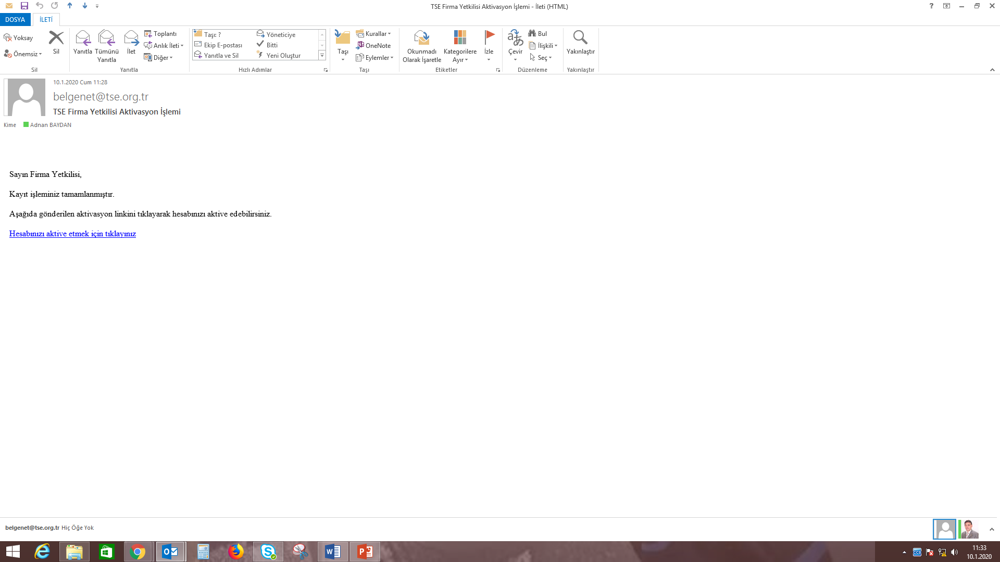 TSE Firma Yetkilisi Aktivasyon İşlemi - İleti (HTML)
DOSYA İLETİ
Yoksay
Önemsiz
Sil
Sil
Yanıtla
Tümünü Yanıtla
İlet
Toplantı
Anlık İleti
Diğer
Yanıtla
Taşı: ?
Ekip E-postası
Yanıtla ve Sil
Yöneticiye
Bitti
Yeni Oluştur
Hızlı Adımlar
Taşı
Kurallar
OneNote
Eylemler
Taşı
Okunmadı
Olarak İşaretle
Kategorilere
Ayır
İzle
Etiketler
Çevir
Bul
İlişkili
Seç
Düzenleme
Yakınlaştır
Yakınlaştır
10.1.2020 Cum 11:28
belgenet@tse.org.tr
TSE Firma Yetkilisi Aktivasyon İşlemi
Kime Adnan BAYDAN
Sayın Firma Yetkilisi,
Kayıt işleminiz tamamlanmıştır.
Aşağıda gönderilen aktivasyon linkini tıklayarak hesabınızı aktive edebilirsiniz.
Hesabınızı aktive etmek için tıklayınız
belgenet@tse.org.tr Hiç Öğe Yok
11:33
10.1.2020